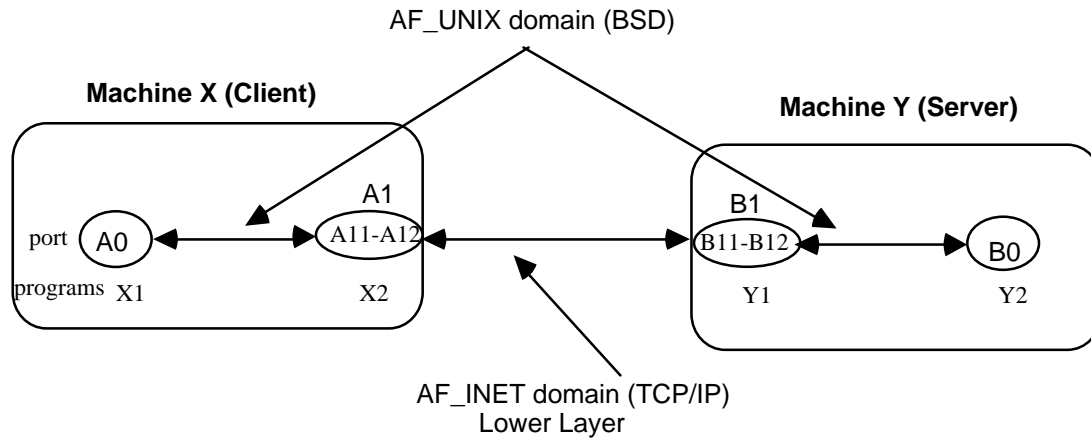 AF_UNIX domain (BSD)
Machine X (Client)
Machine Y (Server)
A1
B1
port
A0
A11-A12
B11-B12
B0
programs
X1
X2
Y1
Y2
AF_INET domain (TCP/IP)
Lower Layer